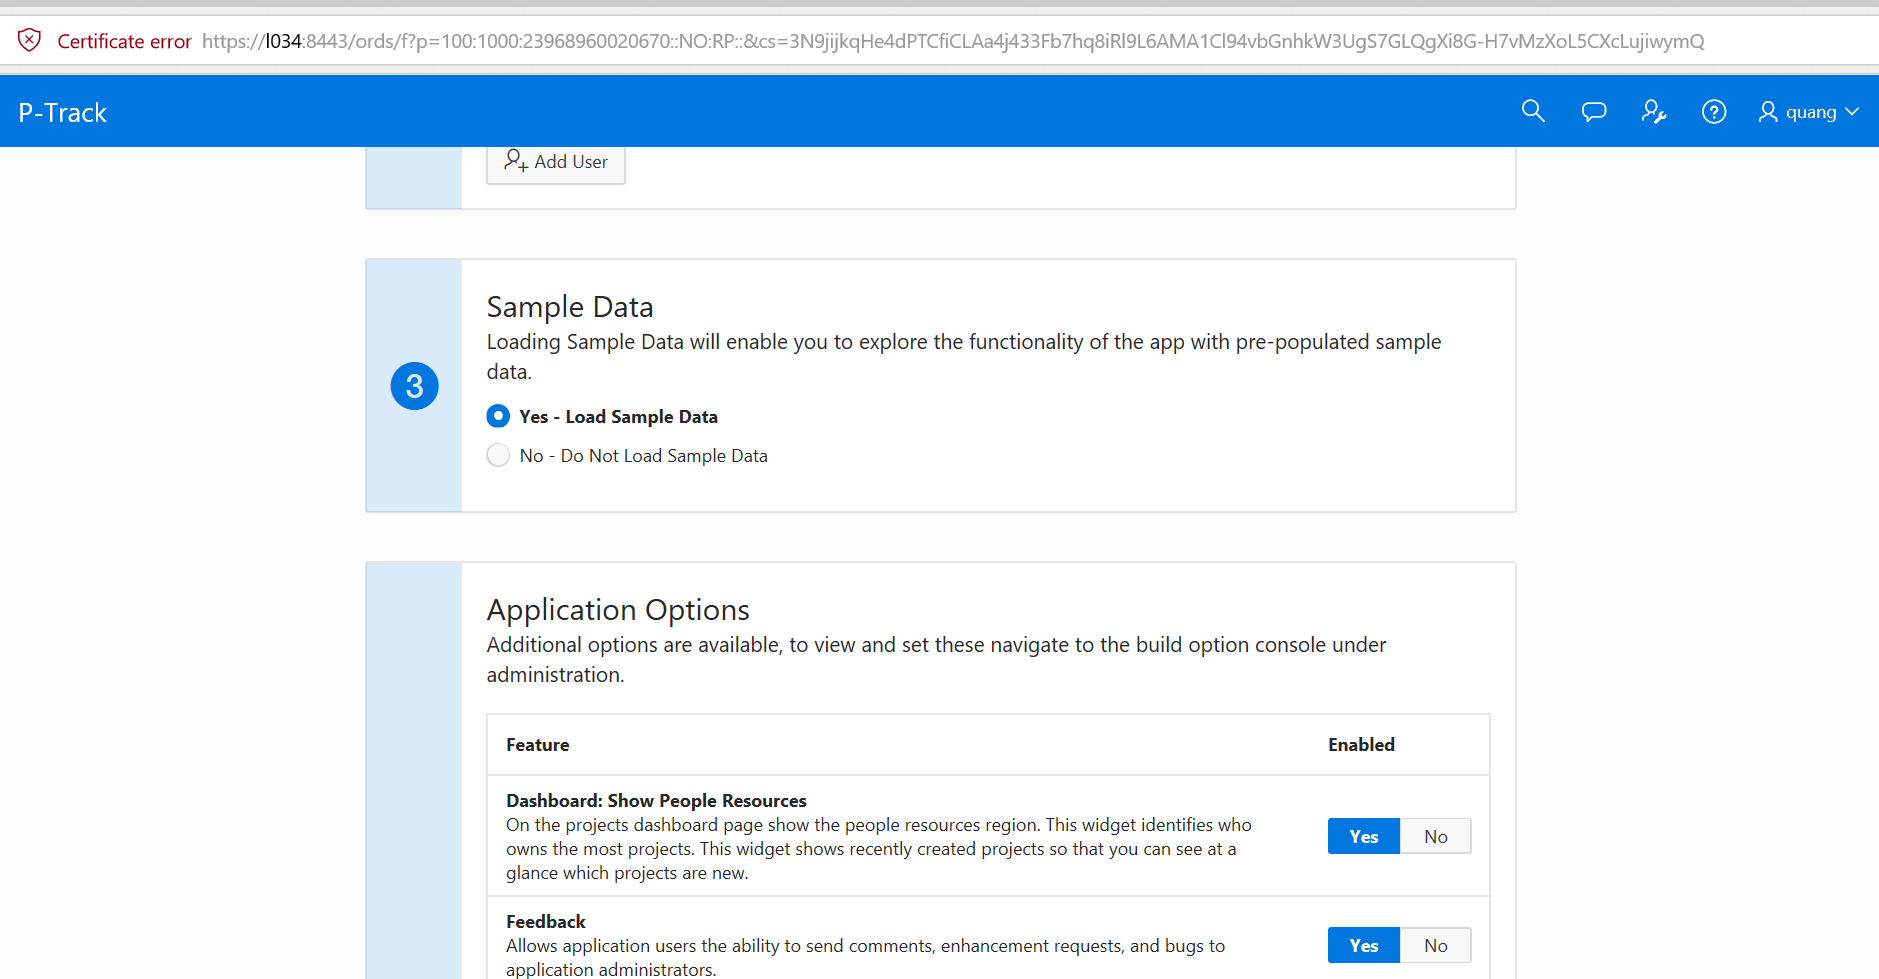 Certificate error https://l034:8443/ords/f?p=100:1000:23968960020670::NO:RP::&cs=3N9jijkqHe4dPTCfiCLAa4j433Fb7hq8iRl9L6AMA1Cl94vbGnhkW3UgS7GLQgXi8G-H7vMzXoL5CXcLujiwymQ
P-Track
? quang
Add User
3
Sample Data
Loading Sample Data will enable you to explore the functionality of the app with pre-populated sample
data.
Yes - Load Sample Data
No - Do Not Load Sample Data
Application Options
Additional options are available, to view and set these navigate to the build option console under
administration.
Feature Enabled
Dashboard: Show People Resources
On the projects dashboard page show the people resources region. This widget identifies who
owns the most projects. This widget shows recently created projects so that you can see at a
glance which projects are new.
Yes No
Feedback
Allows application users the ability to send comments, enhancement requests, and bugs to
application administrators.
Yes No